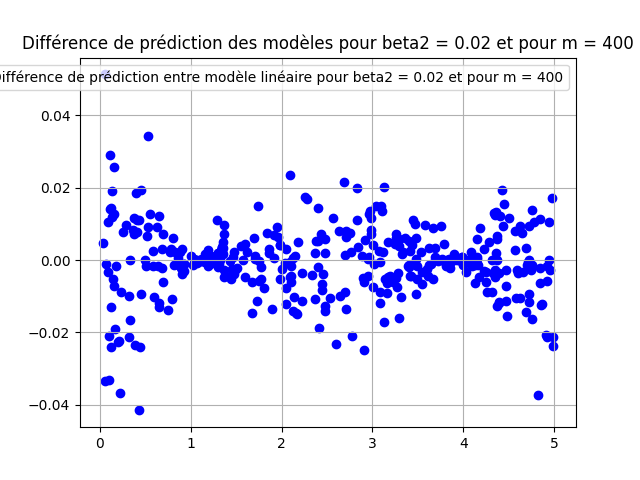 Différence de prédiction des modèles pour beta2 = 0.02 et pour m = 400
ifférence de prédiction entre modèle linéaire pour beta2 = 0.02 et pour m = 400
0.04
0.02
0.00
−0.02
−0.04
0 1 2 3 4 5